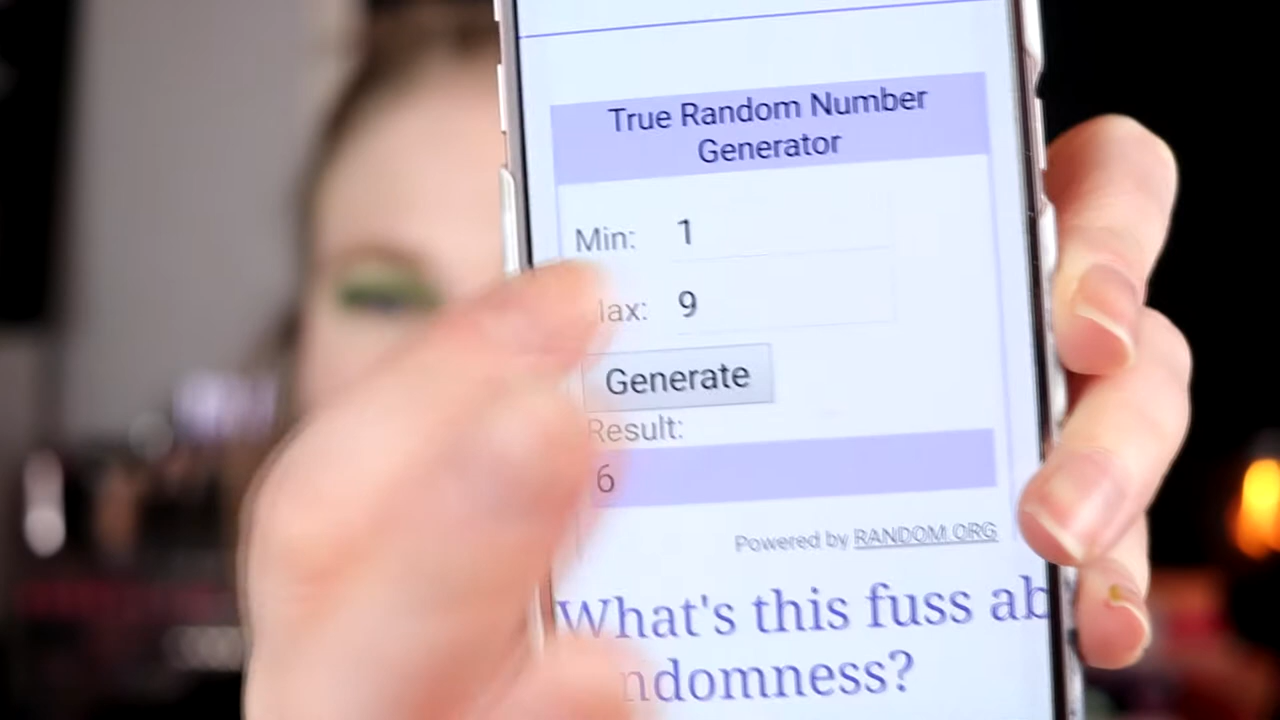 True Random Number
Generator
Min: 1
lax: 9
Generate
Result:
6
Powered by RANDOM.ORG
What's this fuss ab
ndomness?